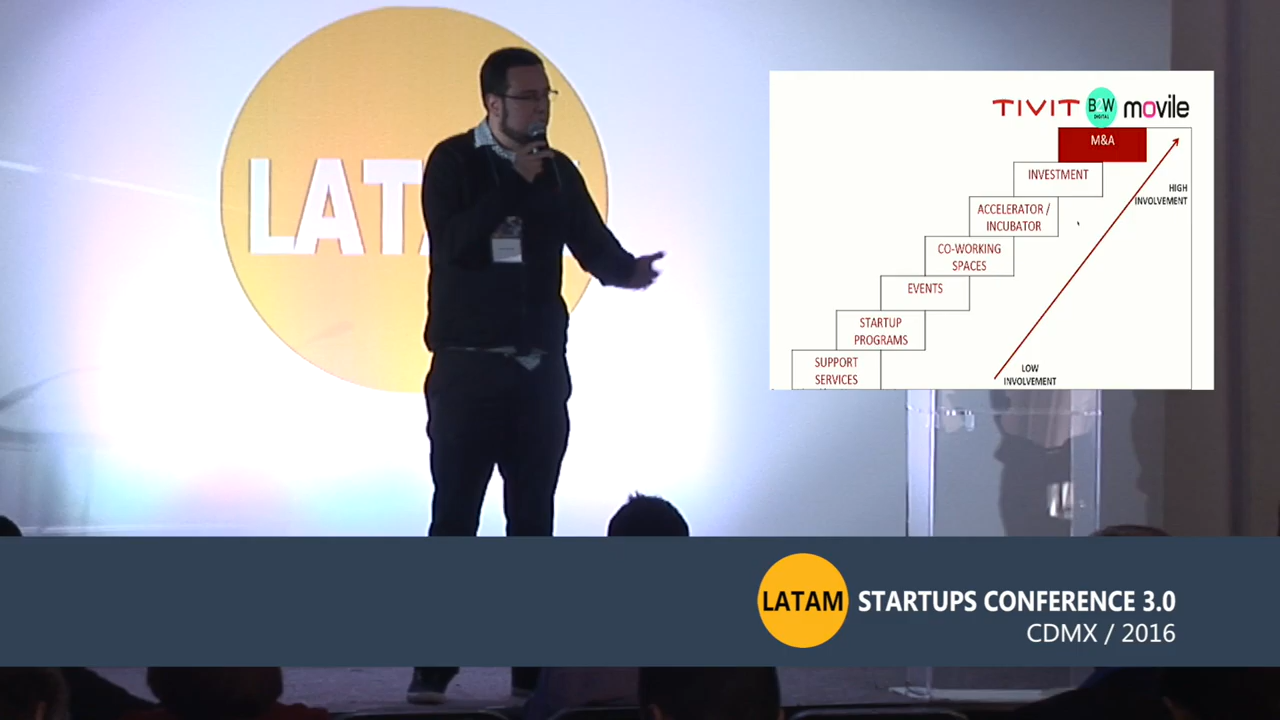 LATAM
TIVIT
B&W
DIGITAL
movile
M&A
INVESTMENT
HIGH
INVOLVEMENT
ACCELERATOR /
INCUBATOR
CO-WORKING
SPACES
EVENTS
STARTUP
PROGRAMS
SUPPORT
SERVICES
LOW
INVOLVEMENT
LATAM
STARTUPS CONFERENCE 3.0
CDMX / 2016